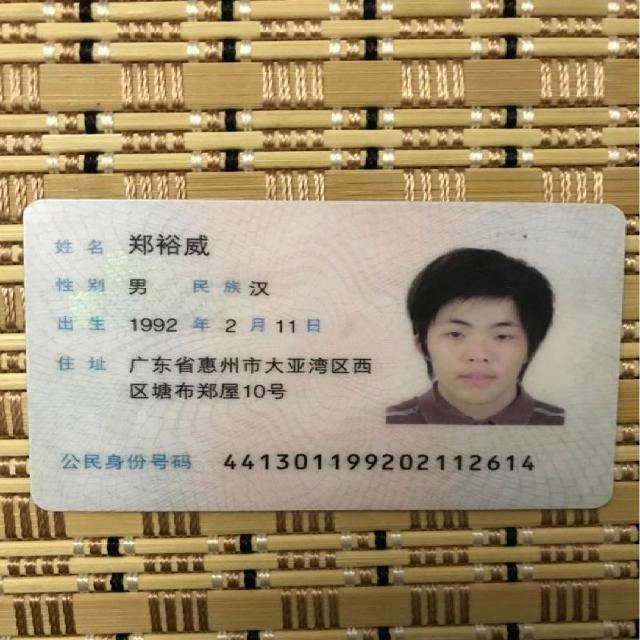 姓名 郑裕威
性别 男 民族 汉
出生 1992 年 2 月 11 日
住址 广东省惠州市大亚湾区西
区塘布郑屋10号
公民身份号码 441301199202112614